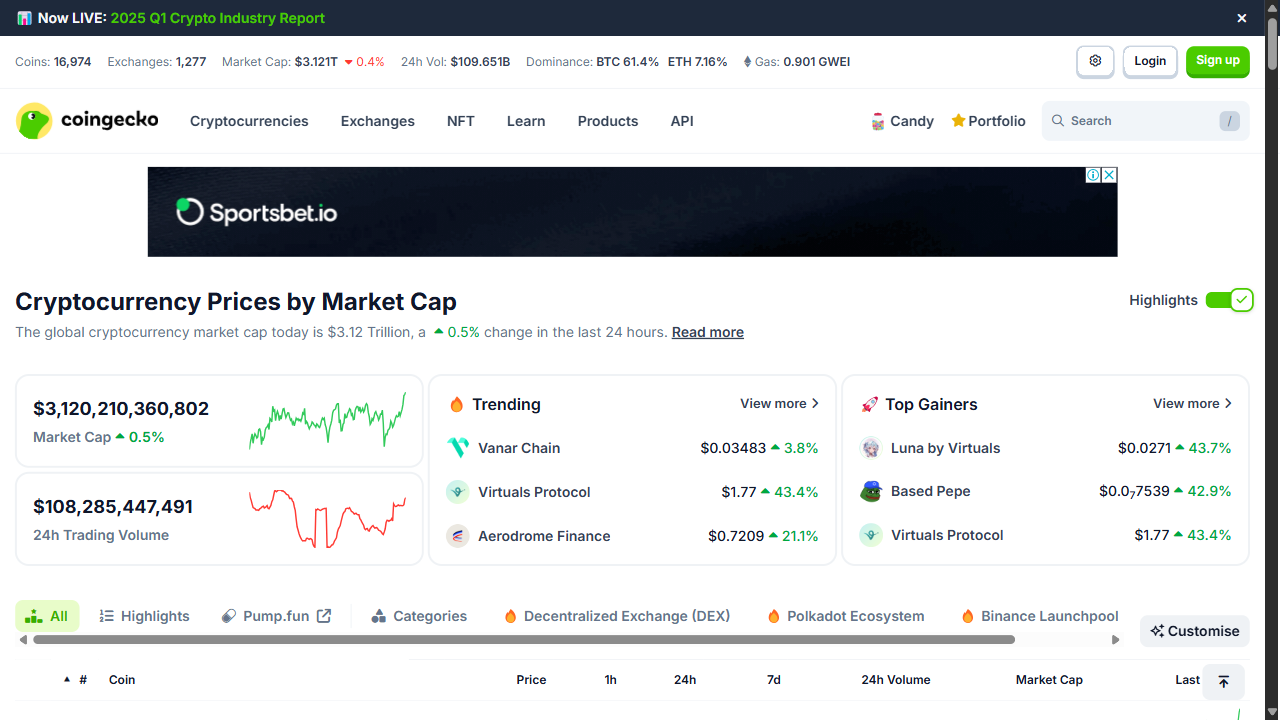 Now LIVE: 2025 Q1 Crypto Industry Report
Coins: 16,974 Exchanges: 1,277 Market Cap: $3.121T 0.4% 24h Vol: $109.651B Dominance: BTC 61.4% ETH 7.16% Gas: 0.901 GWEI
Login
Sign up
coingecko
Cryptocurrencies Exchanges NFT Learn Products API
Candy Portfolio Search /
Sportsbet.io
Cryptocurrency Prices by Market Cap
Highlights
The global cryptocurrency market cap today is $3.12 Trillion, a 0.5% change in the last 24 hours. Read more
$3,120,210,360,802
Market Cap 0.5%
$108,285,447,491
24h Trading Volume
Trending View more
Vanar Chain $0.03483 3.8%
Virtuals Protocol $1.77 43.4%
Aerodrome Finance $0.7209 21.1%
Top Gainers View more
Luna by Virtuals $0.0271 43.7%
Based Pepe $0.0₇7539 42.9%
Virtuals Protocol $1.77 43.4%
All Highlights Pump.fun Categories Decentralized Exchange (DEX) Polkadot Ecosystem Binance Launchpool
Customise
# Coin Price 1h 24h 7d 24h Volume Market Cap Last